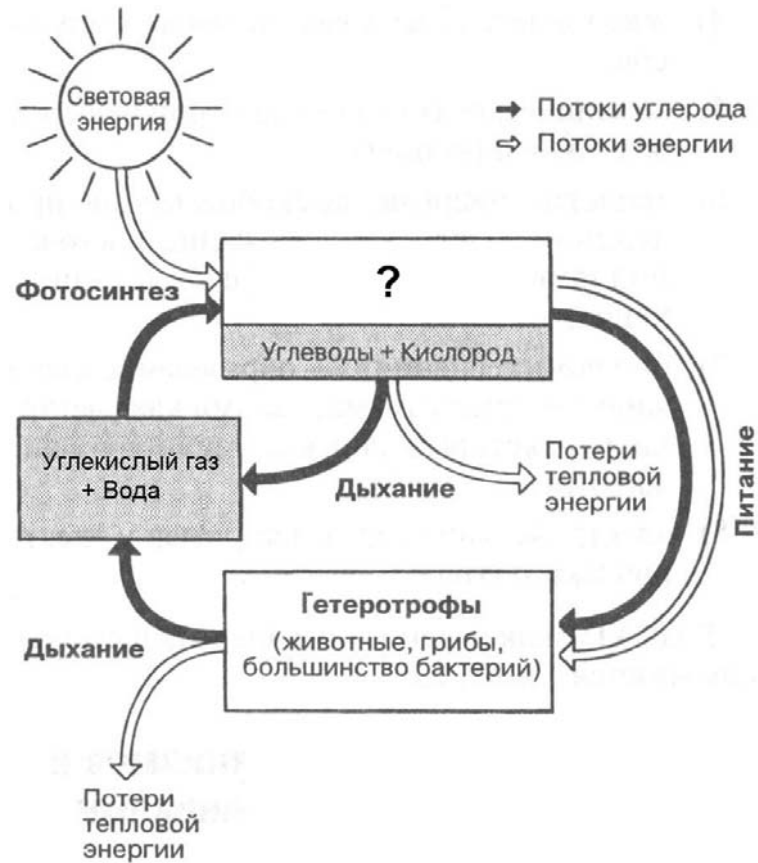 Световая
энергия
Потоки углерода
Потоки энергии
?
Фотосинтез
Углеводы + Кислород
Углекислый газ
+ Вода
Дыхание
Потери
тепловой
энергии
Питание
Гетеротрофы
(животные, грибы,
большинство бактерий)
Дыхание
Потери
тепловой
энергии